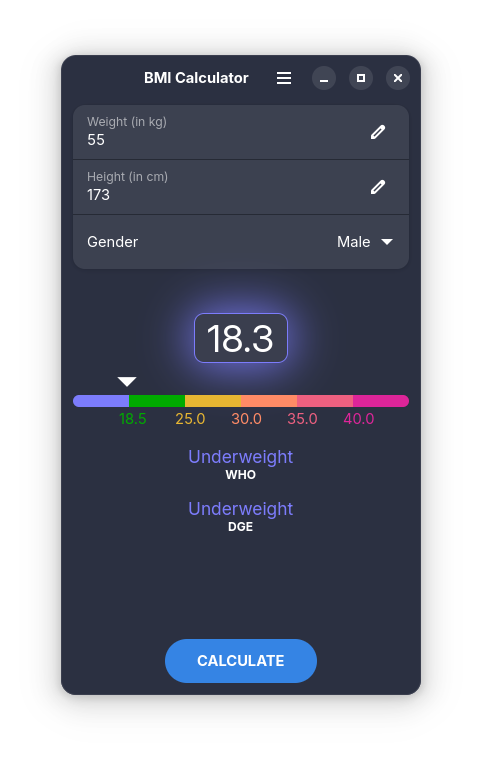 BMI Calculator
Weight (in kg)
55
Height (in cm)
173
Gender Male
18.3
18.5 25.0 30.0 35.0 40.0
Underweight
WHO
Underweight
DGE
CALCULATE